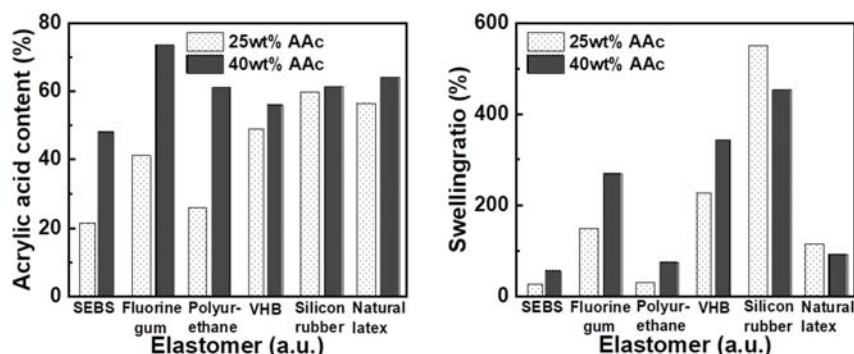 Acrylic acid content (%)
80
60
40
20
0
25wt% AAc
40wt% AAc
SEBS Fluorine gum Polyur-ethane VHB Silicon rubber Natural latex
Elastomer (a.u.)
Swellingratio (%)
600
400
200
0
25wt% AAc
40wt% AAc
SEBS Fluorine gum Polyur-ethane VHB Silicon rubber Natural latex
Elastomer (a.u.)